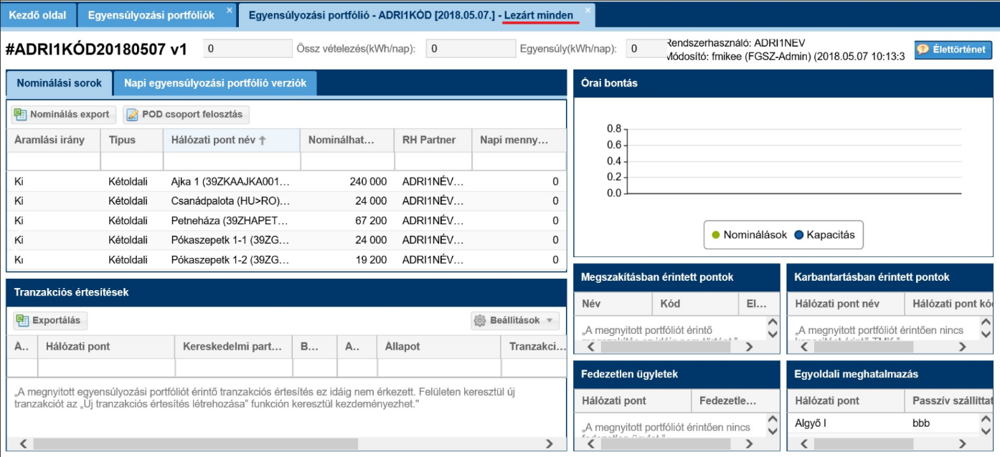 Kezdő oldal Egyensúlyozási portfóliók × Egyensúlyozási portfólió - ADRI1KÓD [2018.05.07.] - Lezárt minden ×
#ADRI1KÓD20180507 v1 0 Össz vételezés(kWh/nap): 0 Egyensúly(kWh/nap): 0
Rendszerhasználó: ADRI1NÉV
Módosító: fmikee (FGSZ-Admin) (2018.05.07 10:13:3
Élettörténet
Nominálási sorok Napi egyensúlyozási portfólió verziók
Nominálás export POD csoport felosztás
Áramlási irány Típus Hálózati pont név Nominálhat... RH Partner Napi menny...
Ki Kétoldali Ajka 1 (39ZKAAJKA001... 240 000 ADRI1NÉV... 0
Ki Kétoldali Csanádpalota (HU>RO)... 24 000 ADRI1NÉV... 0
Ki Kétoldali Petneháza (39ZHAPET... 67 200 ADRI1NÉV... 0
Ki Kétoldali Pókaszepetk 1-1 (39ZG... 24 000 ADRI1NÉV... 0
Ki Kétoldali Pókaszepetk 1-2 (39ZG... 19 200 ADRI1NÉV... 0
Órai bontás
0.8
0.6
0.4
0.2
0.0
Nominálások Kapacitás
Tranzakciós értesítések
Exportálás Beállítások
A.. Hálózati pont Kereskedelmi part... B... A... Állapot Tranzakci...
„A megnyitott egyensúlyozási portfóliót érintő tranzakciós értesítés ez idáig nem érkezett. Felületen keresztül új
tranzakciót az „Új tranzakciós értesítés létrehozása” funkción keresztül kezdeményezhet."
Megszakításban érintett pontok
Név Kód El...
„A megnyitott portfóliót érintő
Karbantartásban érintett pontok
Hálózati pont név Hálózati pont kó
„A megnyitott portfóliót érintően nincs
Fedezetlen ügyletek
Hálózati pont Fedezetle...
„A megnyitott portfóliót érintően nincs
Egyoldali meghatalmazás
Hálózati pont Passzív szállíttat
Algyő I bbb